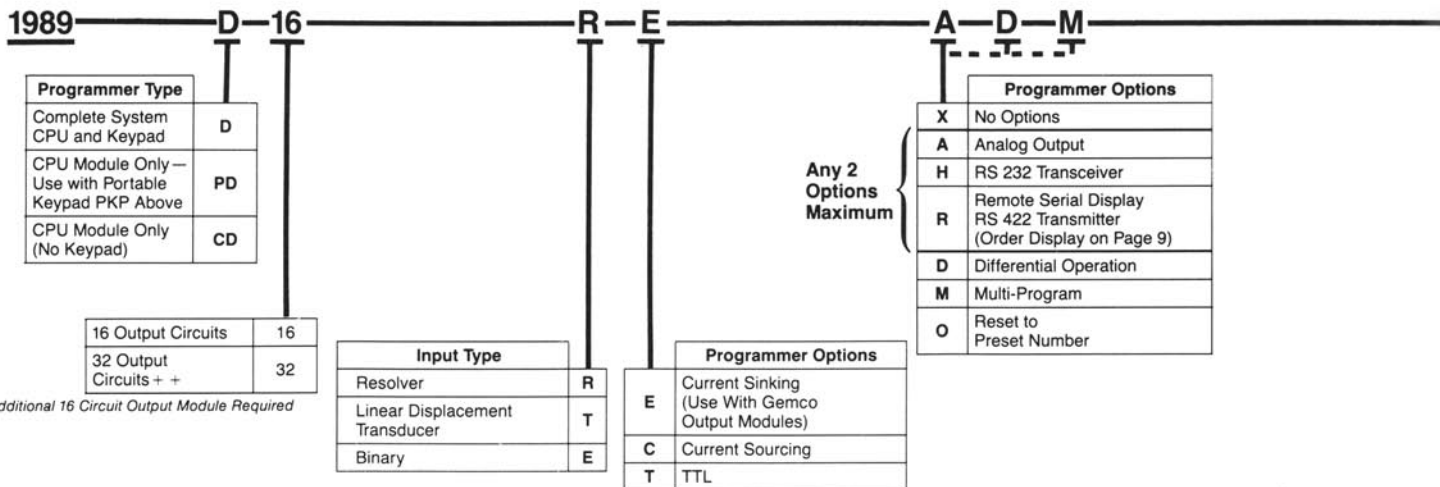 1989 D-16 R-E A-D-M
Programmer Type
Complete System
CPU and Keypad
D
CPU Module Only—
Use with Portable
Keypad PKP Above
PD
CPU Module Only
(No Keypad)
CD
16 Output Circuits
16
32 Output
Circuits++
32
dditional 16 Circuit Output Module Required
Input Type
Resolver
R
Linear Displacement
Transducer
T
Binary
E
Programmer Options
E
Current Sinking
(Use With Gemco
Output Modules)
C
Current Sourcing
T
TTL
Any 2
Options
Maximum
Programmer Options
X
No Options
A
Analog Output
H
RS 232 Transceiver
R
Remote Serial Display
RS 422 Transmitter
(Order Display on Page 9)
D
Differential Operation
M
Multi-Program
O
Reset to
Preset Number